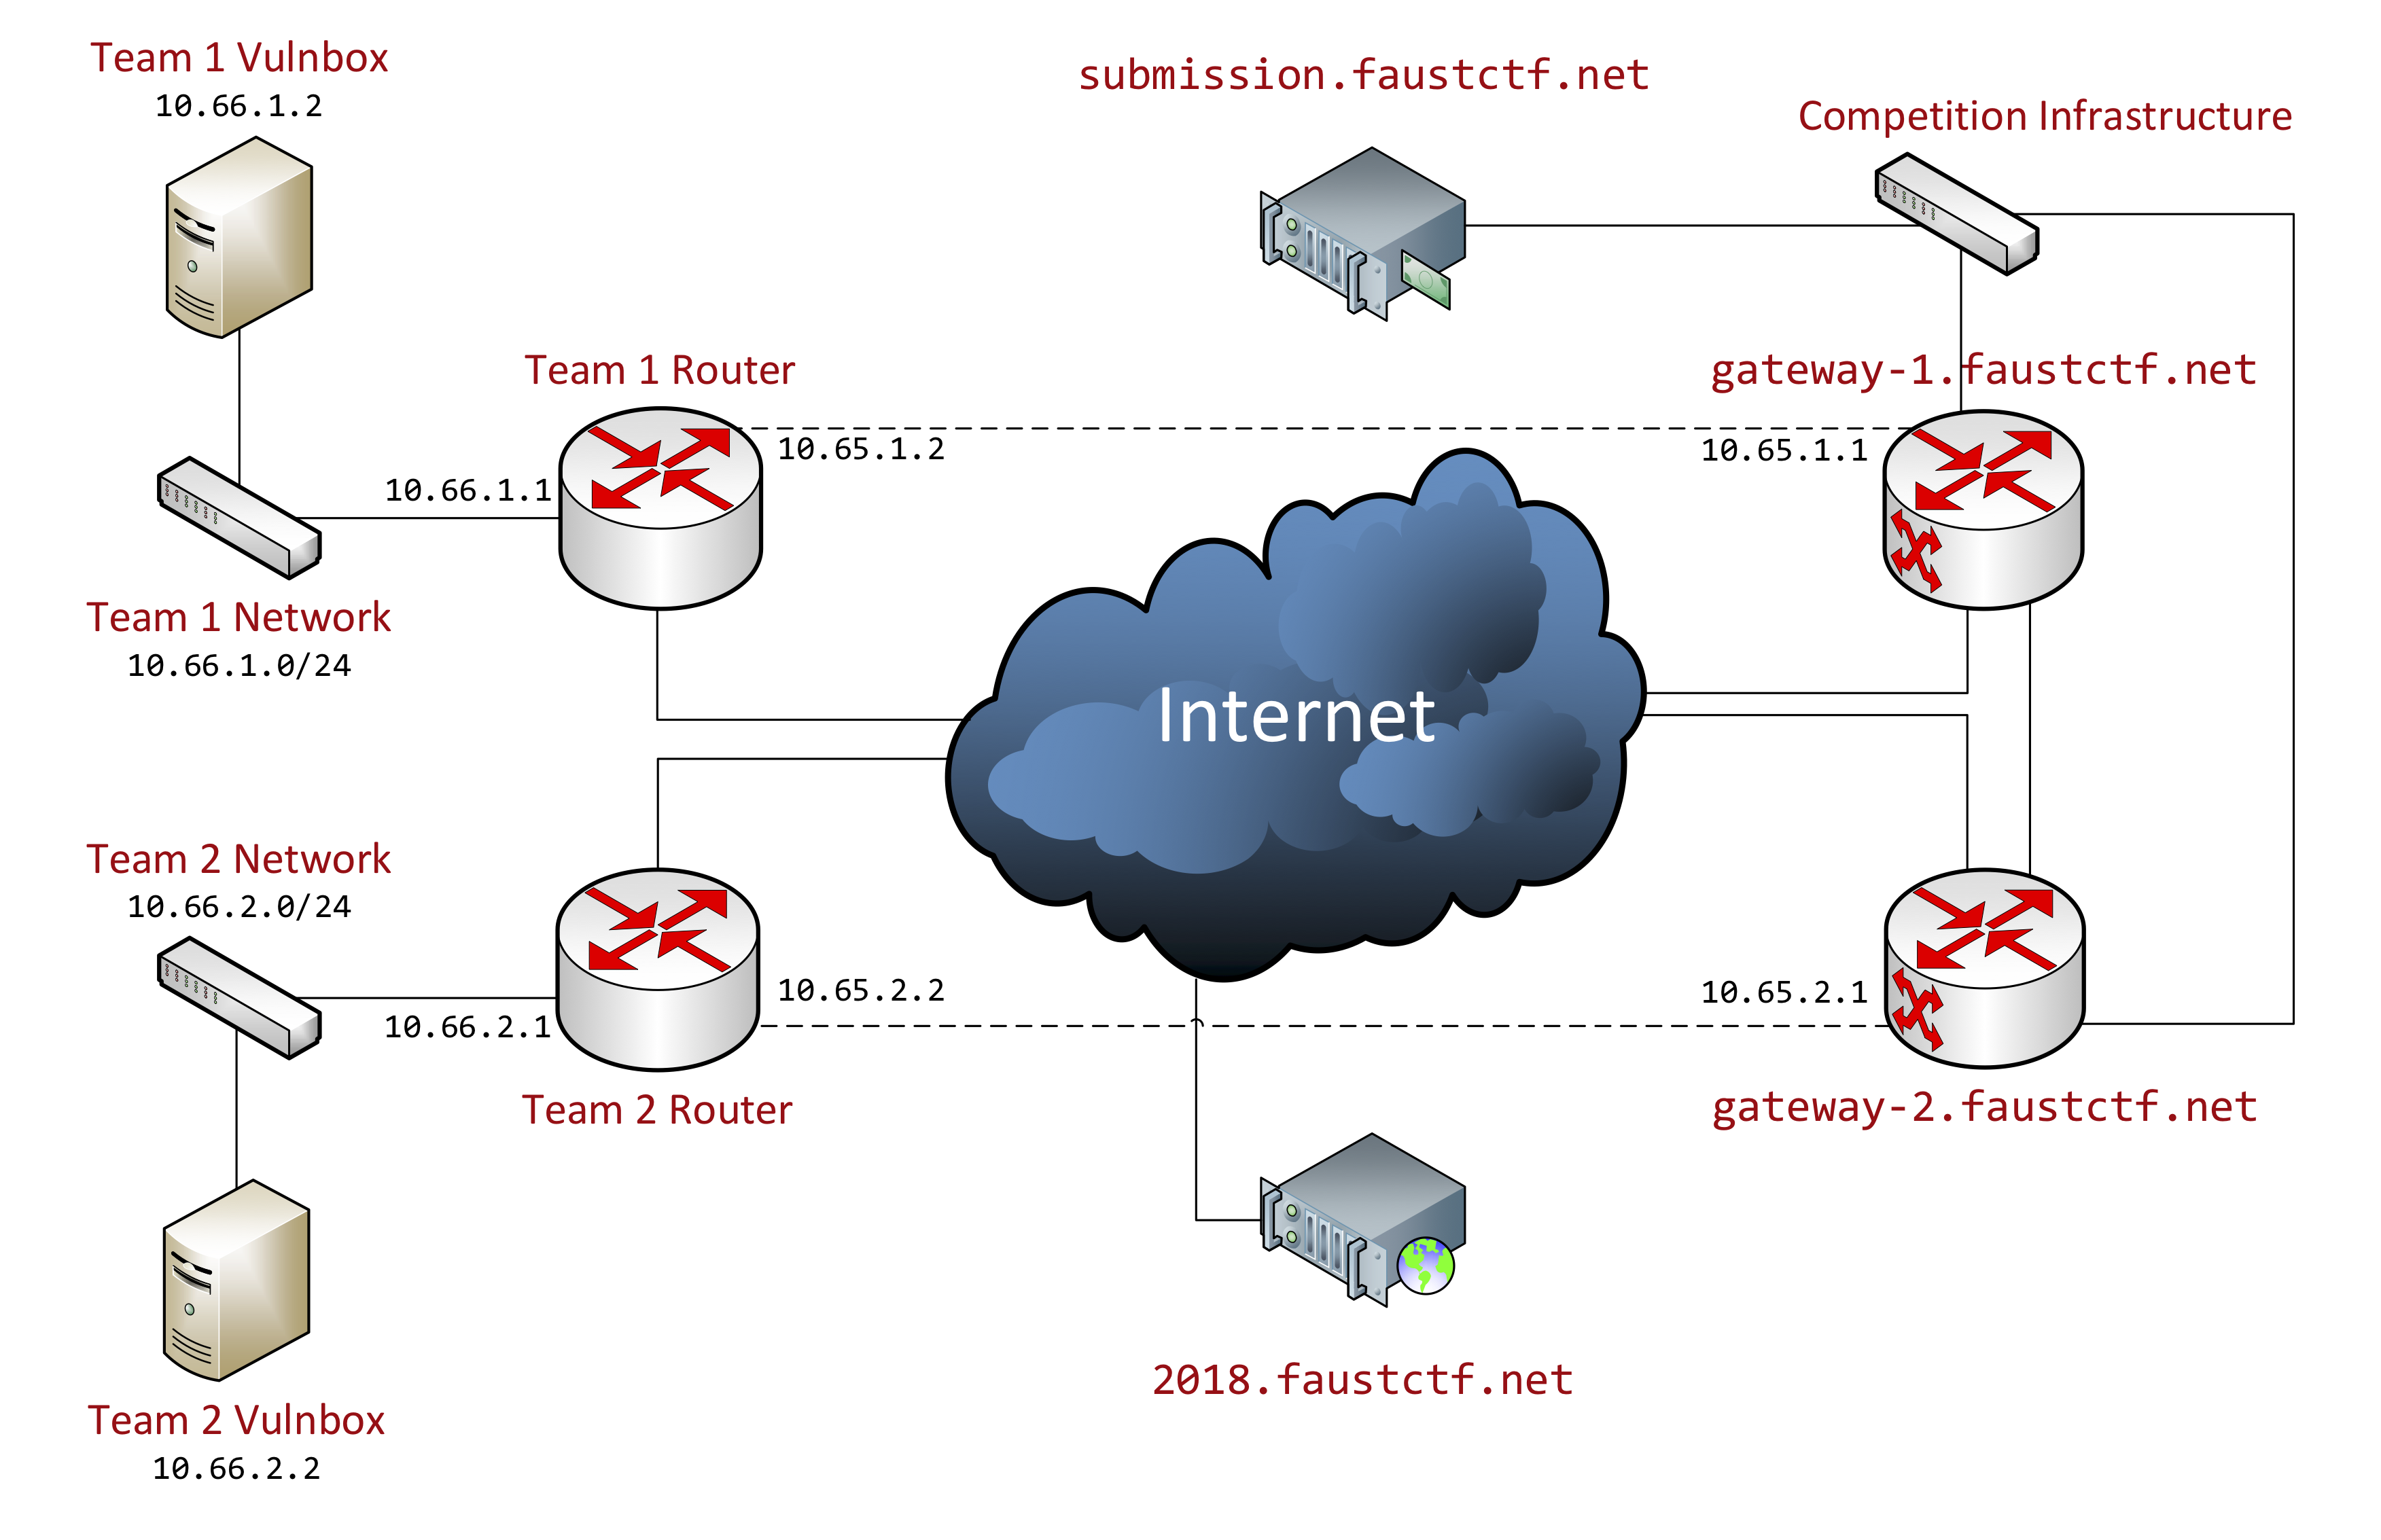 Team 1 Vulnbox
10.66.1.2
submission.faustctf.net
Competition Infrastructure
Team 1 Router
gateway-1.faustctf.net
10.65.1.2
10.65.1.1
10.66.1.1
Team 1 Network
10.66.1.0/24
Internet
Team 2 Network
10.66.2.0/24
10.65.2.2
10.65.2.1
10.66.2.1
Team 2 Router
gateway-2.faustctf.net
2018.faustctf.net
Team 2 Vulnbox
10.66.2.2